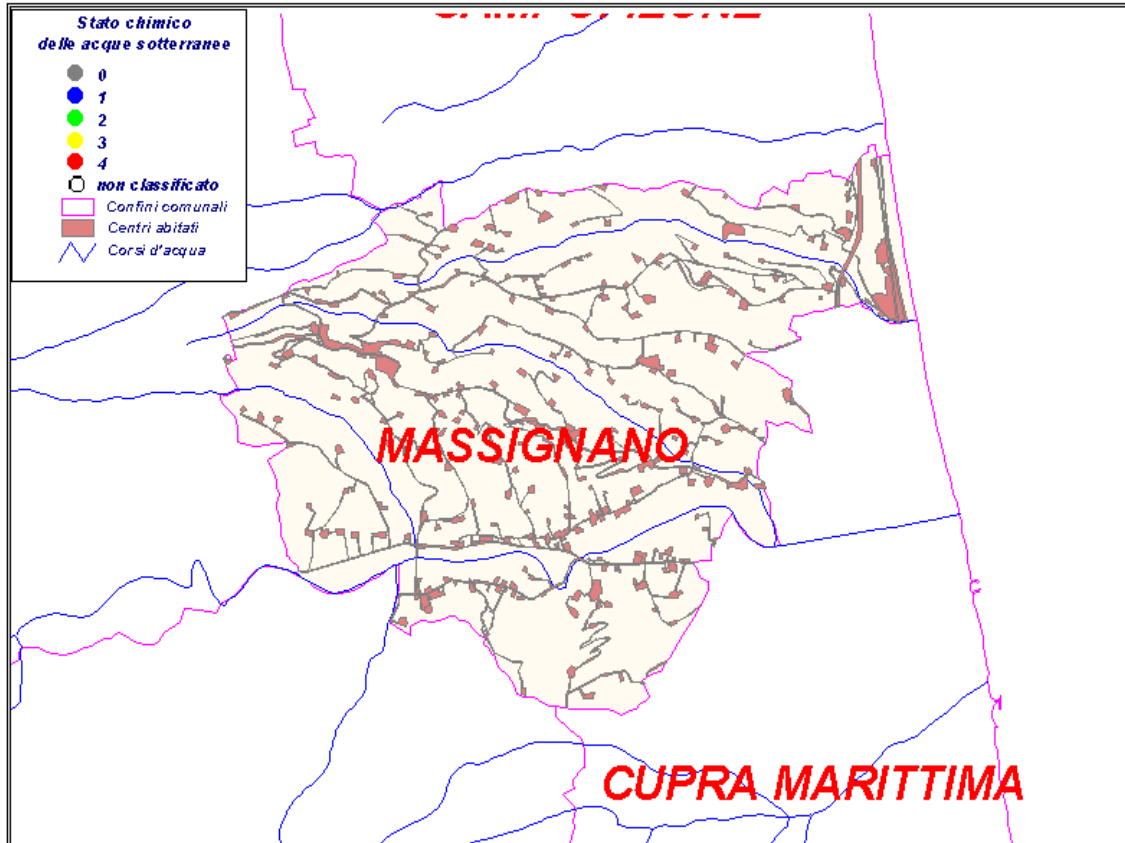 Stato chimico
delle acque sotterranee
0
1
2
3
4
non classificato
Confini comunali
Centri abitati
Corsi d'acqua
MASSIGNANO
CUPRA MARITTIMA